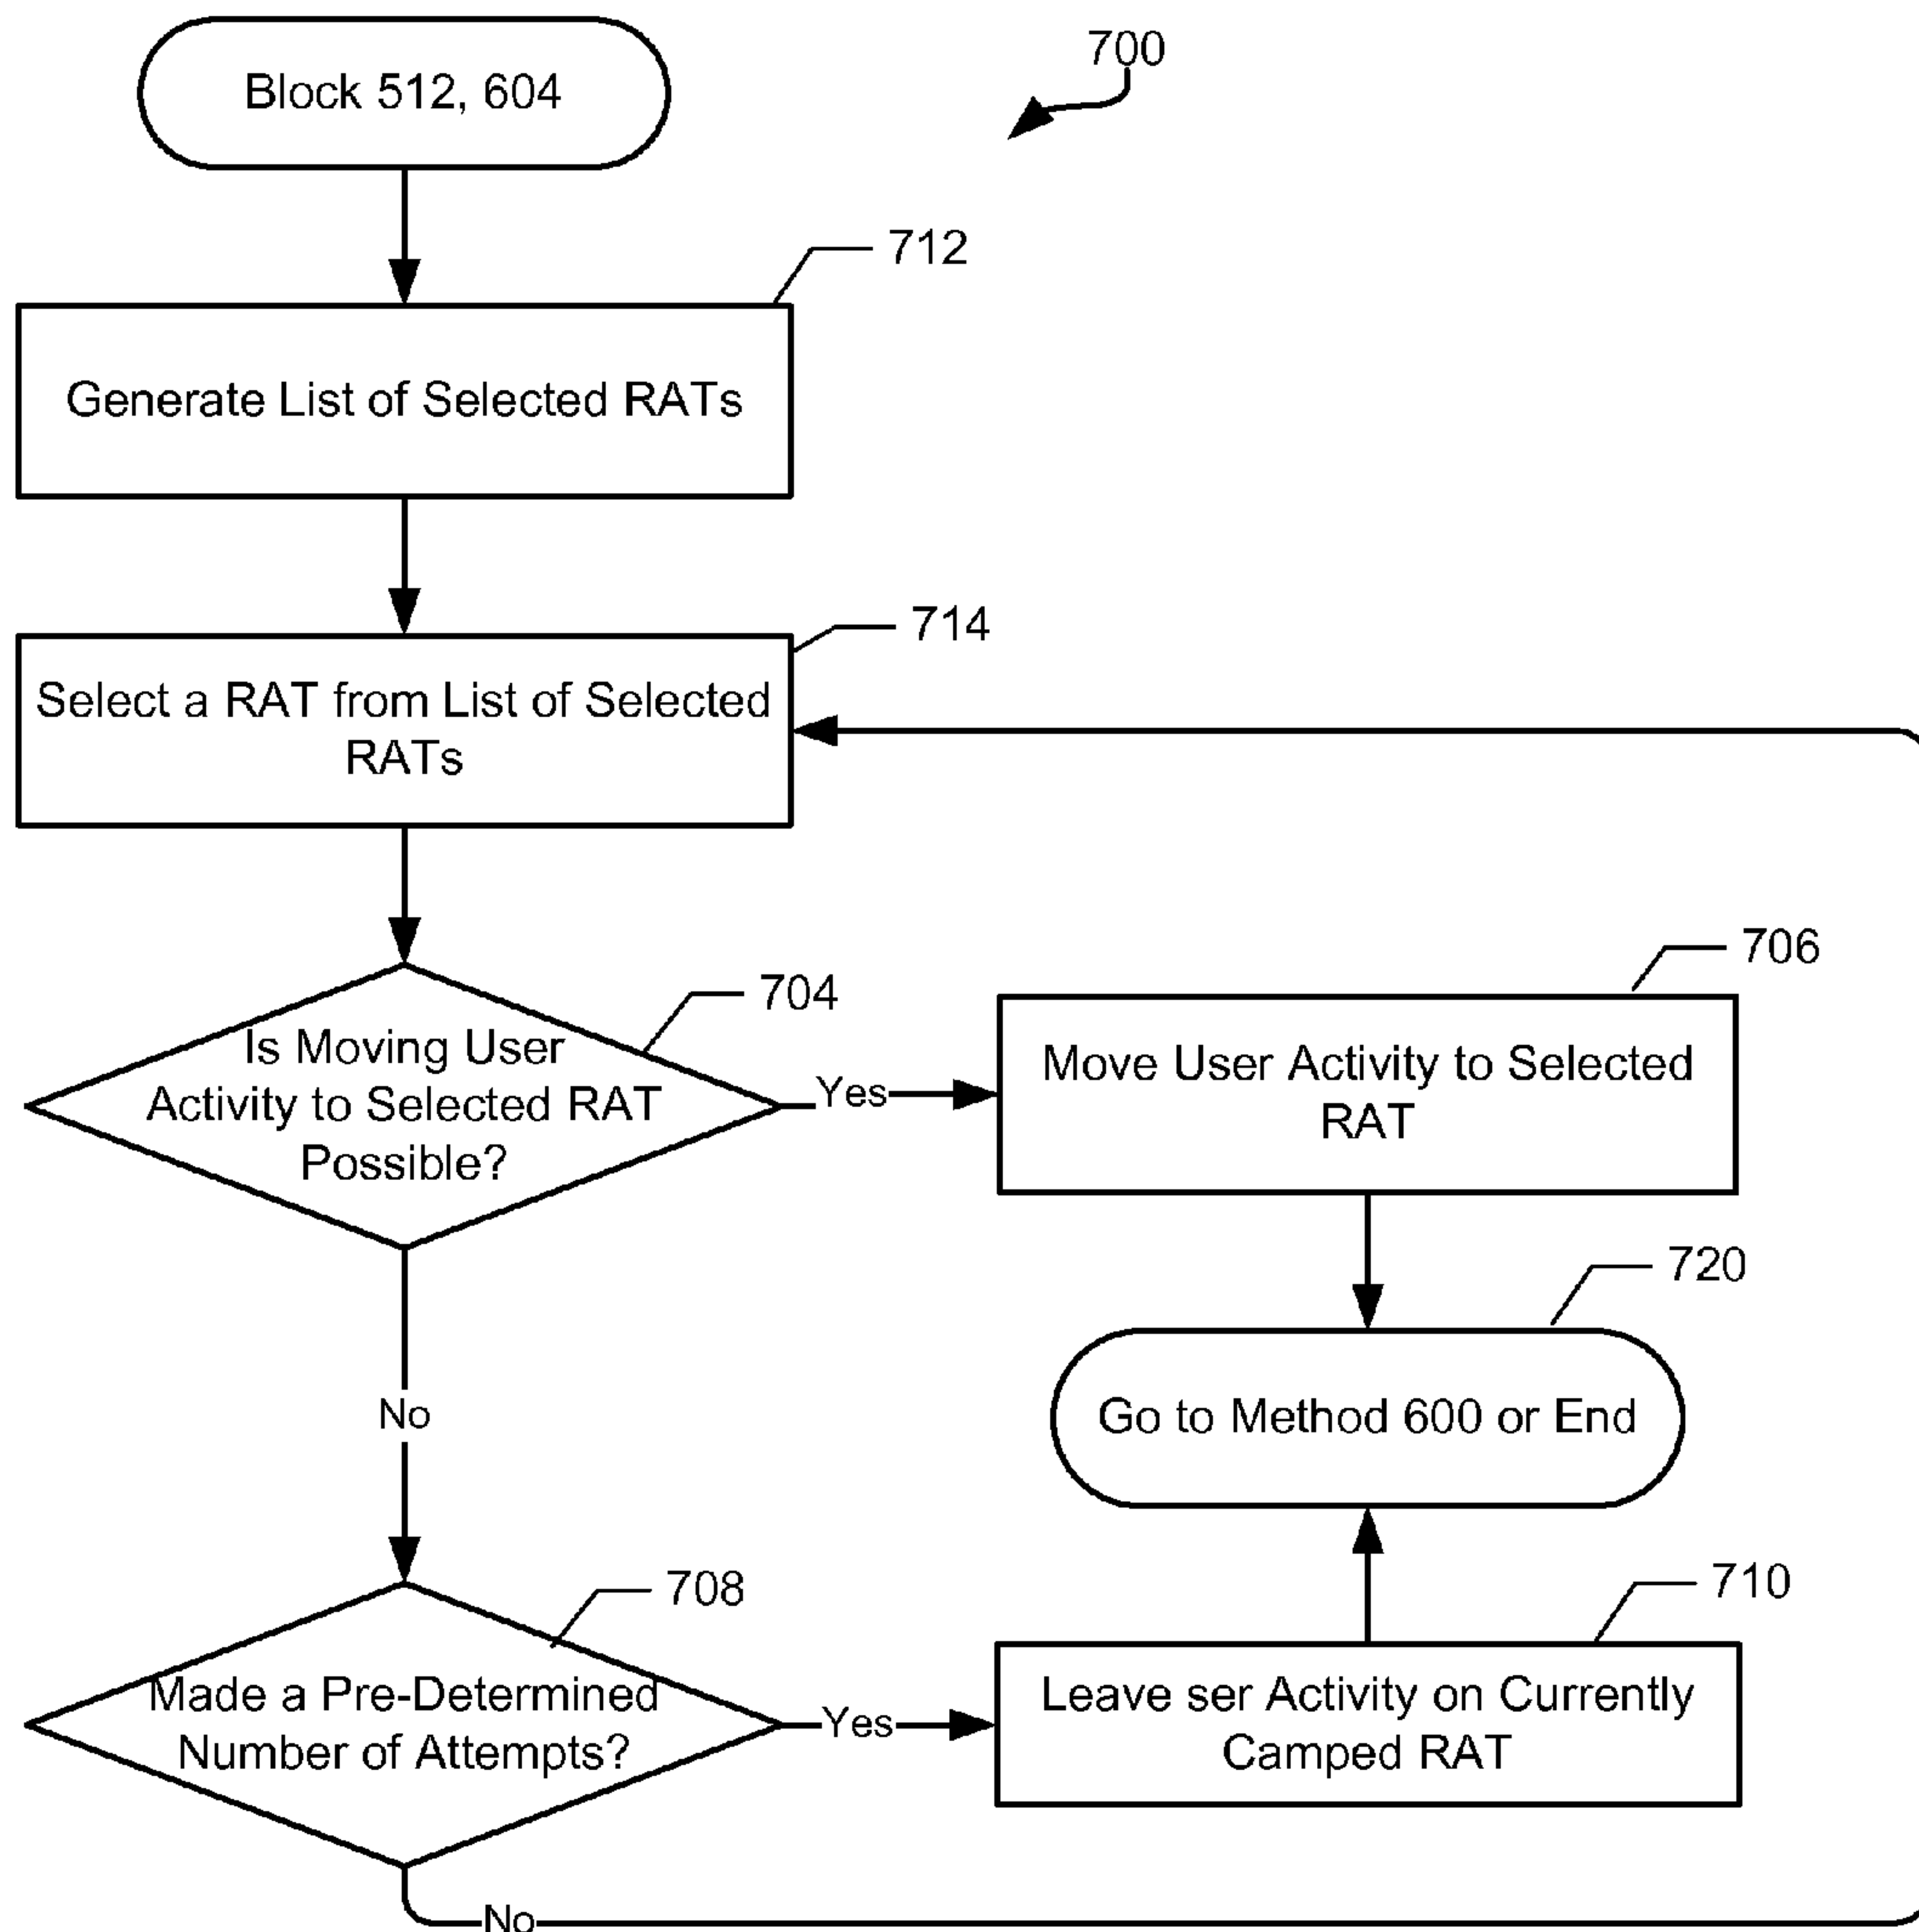 Block 512, 604
700
712
Generate List of Selected RATs
714
Select a RAT from List of Selected
RATs
704
Is Moving User
Activity to Selected RAT
Possible?
Yes
706
Move User Activity to Selected
RAT
720
Go to Method 600 or End
No
708
Made a Pre-Determined
Number of Attempts?
Yes
710
Leave ser Activity on Currently
Camped RAT
No